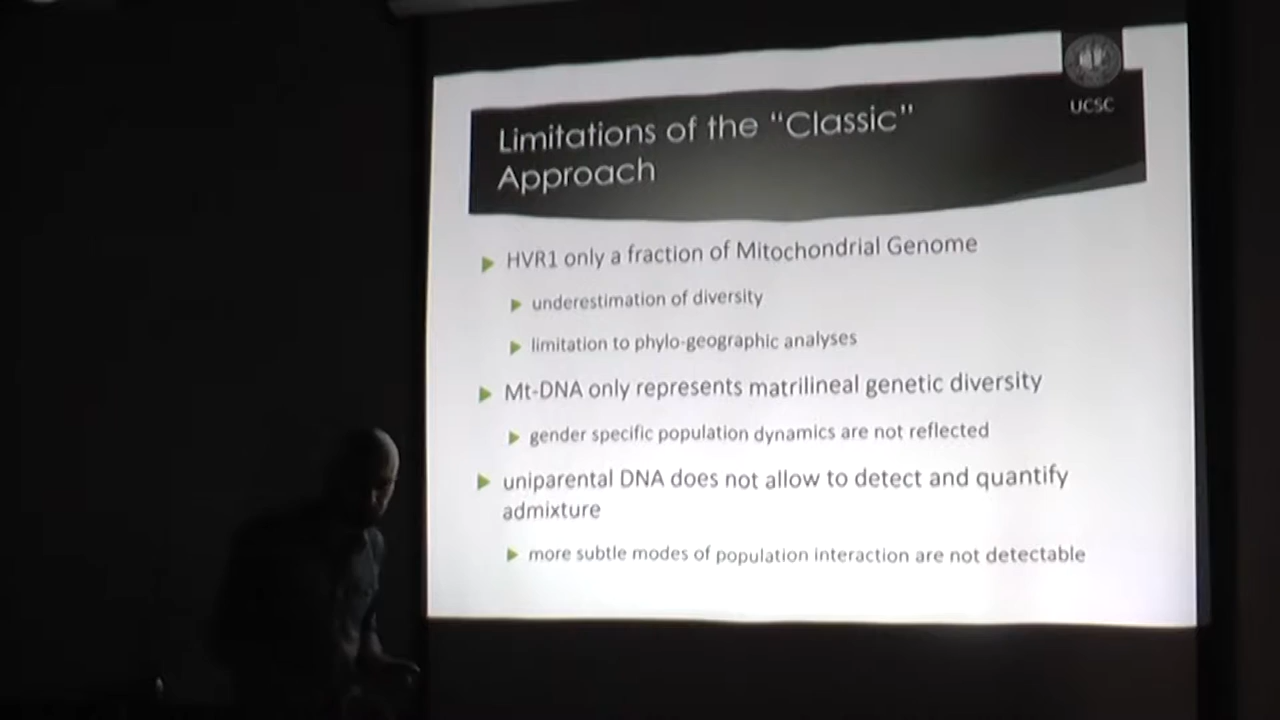 UCSC
Limitations of the “Classic”
Approach
HVR1 only a fraction of Mitochondrial Genome
underestimation of diversity
limitation to phylo-geographic analyses
Mt-DNA only represents matrilineal genetic diversity
gender specific population dynamics are not reflected
uniparental DNA does not allow to detect and quantify
admixture
more subtle modes of population interaction are not detectable